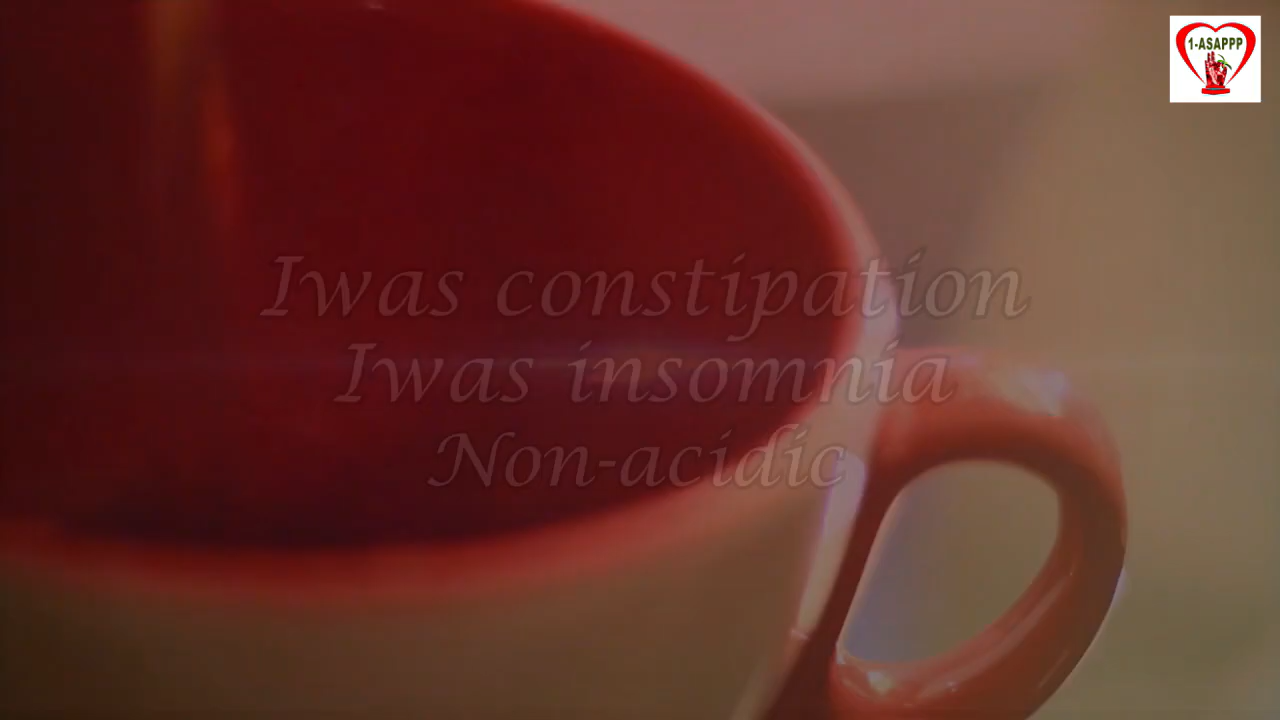 1-ASAPPP
Iwas constipation
Iwas insomnia
Non-acidic